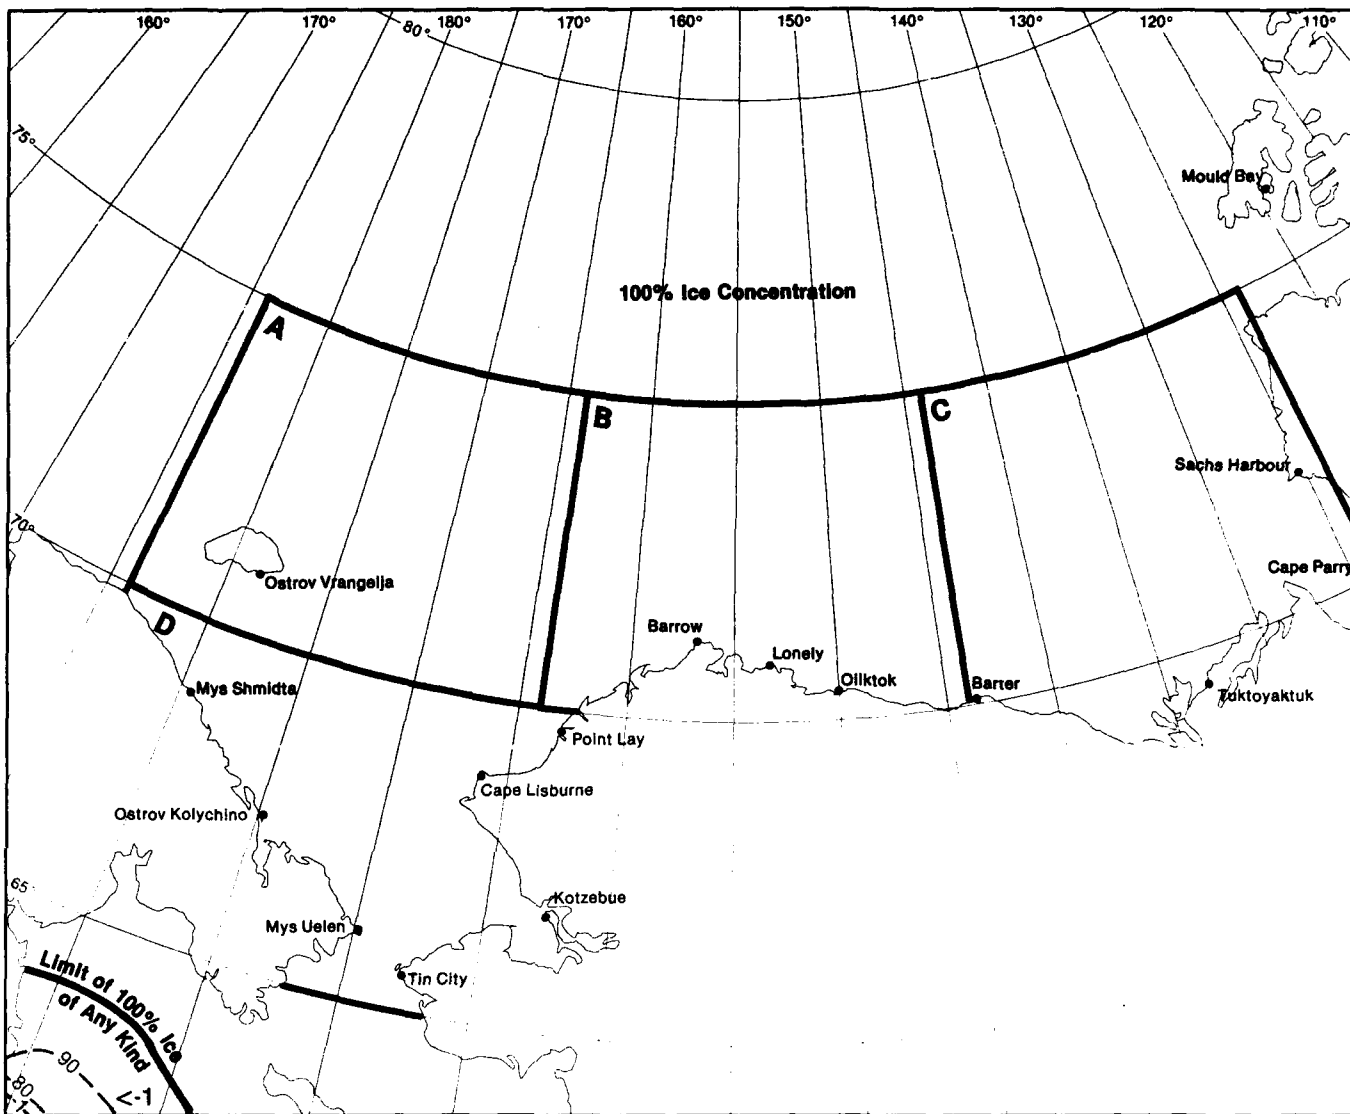 160°
170°
180°
170°
160°
150°
140°
130°
120°
110°
80°
75°
Mould Bay
100% Ice Concentration
A
B
C
Sachs Harbour
70°
Ostrov Vrangelja
Cape Parry
D
Barrow
Lonely
Oliktok
Barter
Mys Shmidta
Tuktoyaktuk
Point Lay
Cape Lisburne
Ostrov Kolychino
65°
Kotzebue
Mys Uelen
Tin City
Limit of 100% Ice
of Any Kind
90
<-1
80